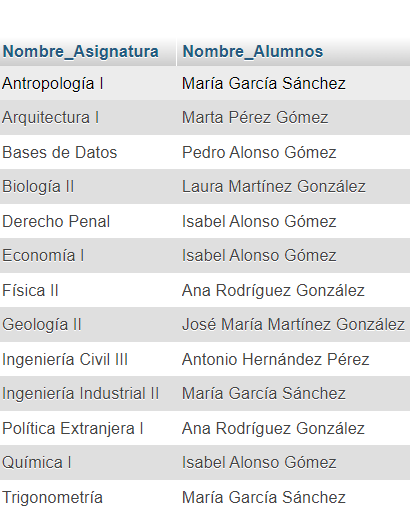 Nombre_Asignatura Nombre_Alumnos
Antropología I María García Sánchez
Arquitectura I Marta Pérez Gómez
Bases de Datos Pedro Alonso Gómez
Biología II Laura Martínez González
Derecho Penal Isabel Alonso Gómez
Economía I Isabel Alonso Gómez
Física II Ana Rodríguez González
Geología II José María Martínez González
Ingeniería Civil III Antonio Hernández Pérez
Ingeniería Industrial II María García Sánchez
Política Extranjera I Ana Rodríguez González
Química I Isabel Alonso Gómez
Trigonometría María García Sánchez